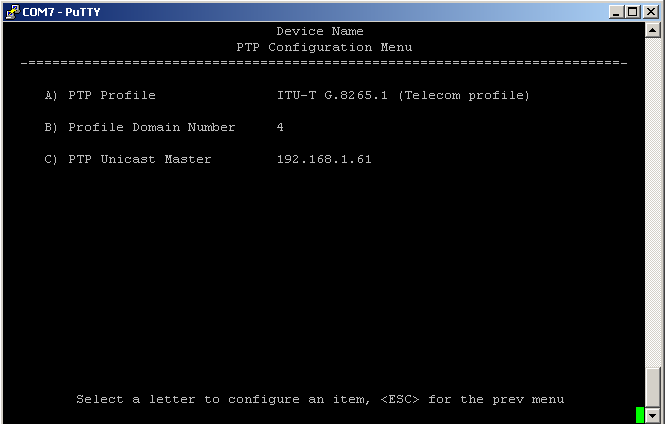 COM7 - PuTTY
Device Name
PTP Configuration Menu
-==========================================================================-
A) PTP Profile ITU-T G.8265.1 (Telecom profile)
B) Profile Domain Number 4
C) PTP Unicast Master 192.168.1.61
Select a letter to configure an item, <ESC> for the prev menu